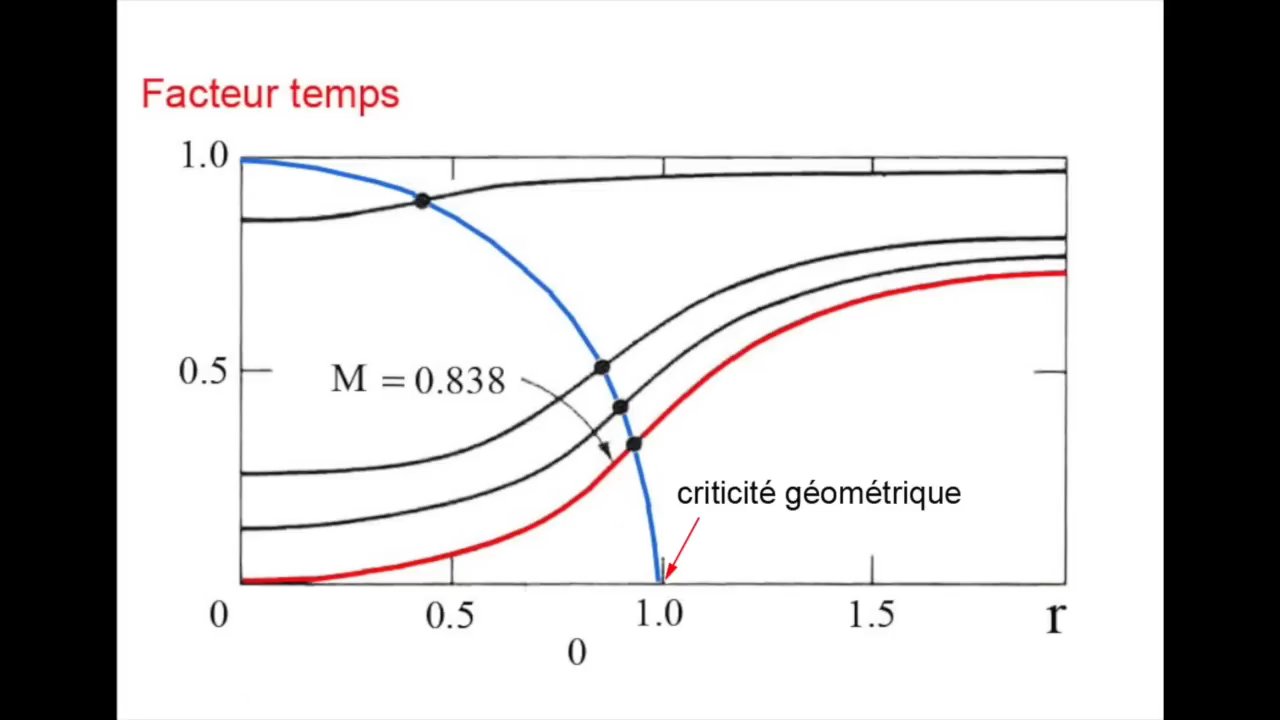 Facteur temps
1.0
0.5
M = 0.838
criticité géométrique
0 0.5 1.0 1.5 r
0